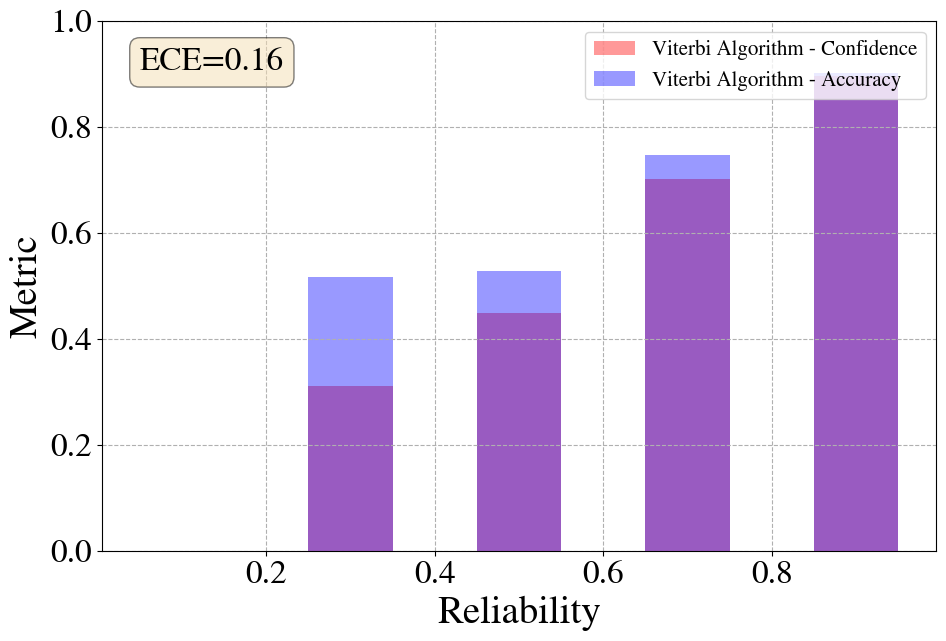 ECE=0.16
Viterbi Algorithm - Confidence
Viterbi Algorithm - Accuracy
Metric
1.0
0.8
0.6
0.4
0.2
0.0
0.2 0.4 0.6 0.8
Reliability